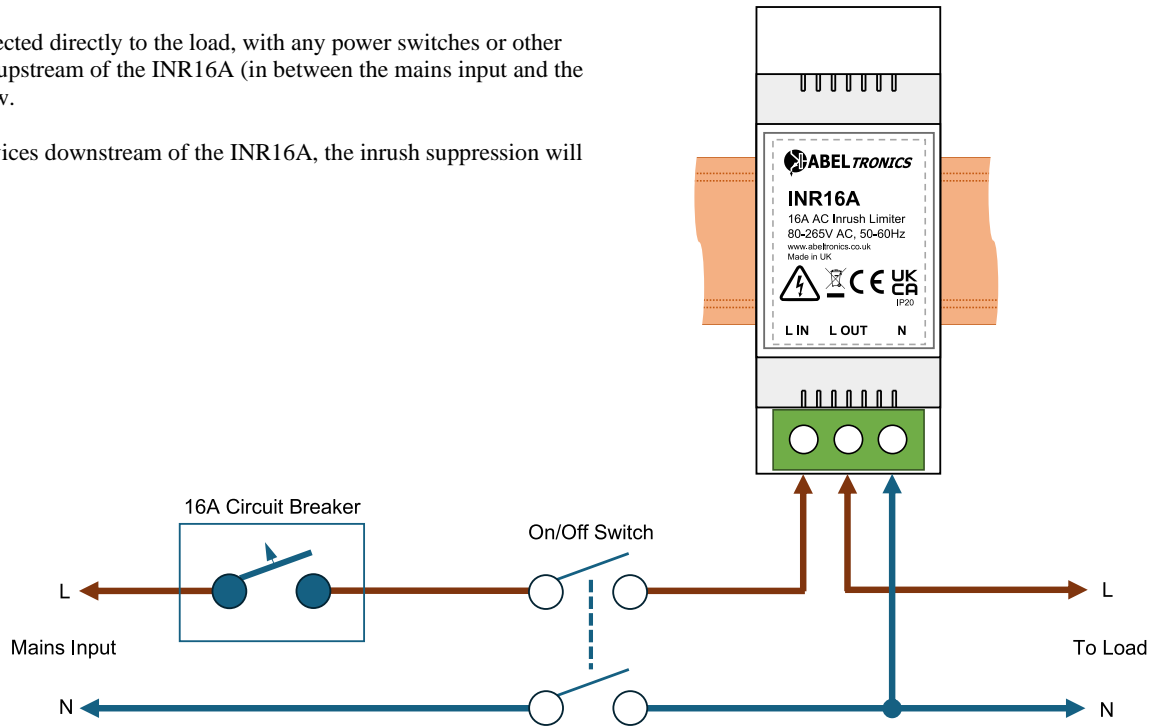 ected directly to the load, with any power switches or other
upstream of the INR16A (in between the mains input and the
w.
vices downstream of the INR16A, the inrush suppression will
ABELTRONICS
INR16A
16A AC Inrush Limiter
80-265V AC, 50-60Hz
www.abeltronics.co.uk
Made in UK
CE UK CA
IP20
L IN L OUT N
16A Circuit Breaker
On/Off Switch
L
L
Mains Input
To Load
N
N